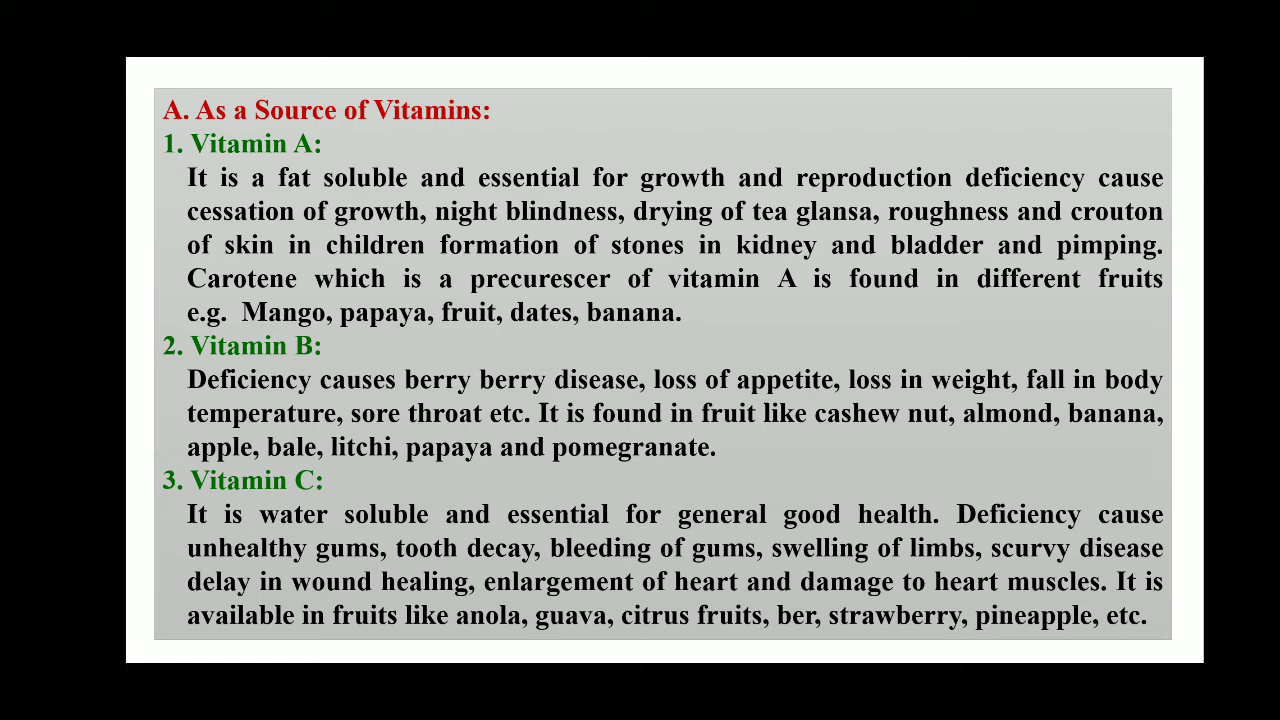 A. As a Source of Vitamins:
1. Vitamin A:
It is a fat soluble and essential for growth and reproduction deficiency cause
cessation of growth, night blindness, drying of tea glansa, roughness and crouton
of skin in children formation of stones in kidney and bladder and pimping.
Carotene which is a precurescer of vitamin A is found in different fruits
e.g. Mango, papaya, fruit, dates, banana.
2. Vitamin B:
Deficiency causes berry berry disease, loss of appetite, loss in weight, fall in body
temperature, sore throat etc. It is found in fruit like cashew nut, almond, banana,
apple, bale, litchi, papaya and pomegranate.
3. Vitamin C:
It is water soluble and essential for general good health. Deficiency cause
unhealthy gums, tooth decay, bleeding of gums, swelling of limbs, scurvy disease
delay in wound healing, enlargement of heart and damage to heart muscles. It is
available in fruits like anola, guava, citrus fruits, ber, strawberry, pineapple, etc.